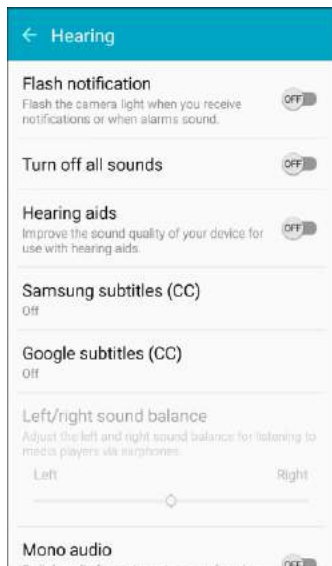 Hearing
Flash notification
Flash the camera light when you receive
notifications or when alarms sound.
OFF
Turn off all sounds
OFF
Hearing aids
Improve the sound quality of your device for
use with hearing aids.
OFF
Samsung subtitles (CC)
Off
Google subtitles (CC)
Off
Left/right sound balance
Adjust the left and right sound balance for listening to
media players via earphones.
Left Right
Mono audio
OFF